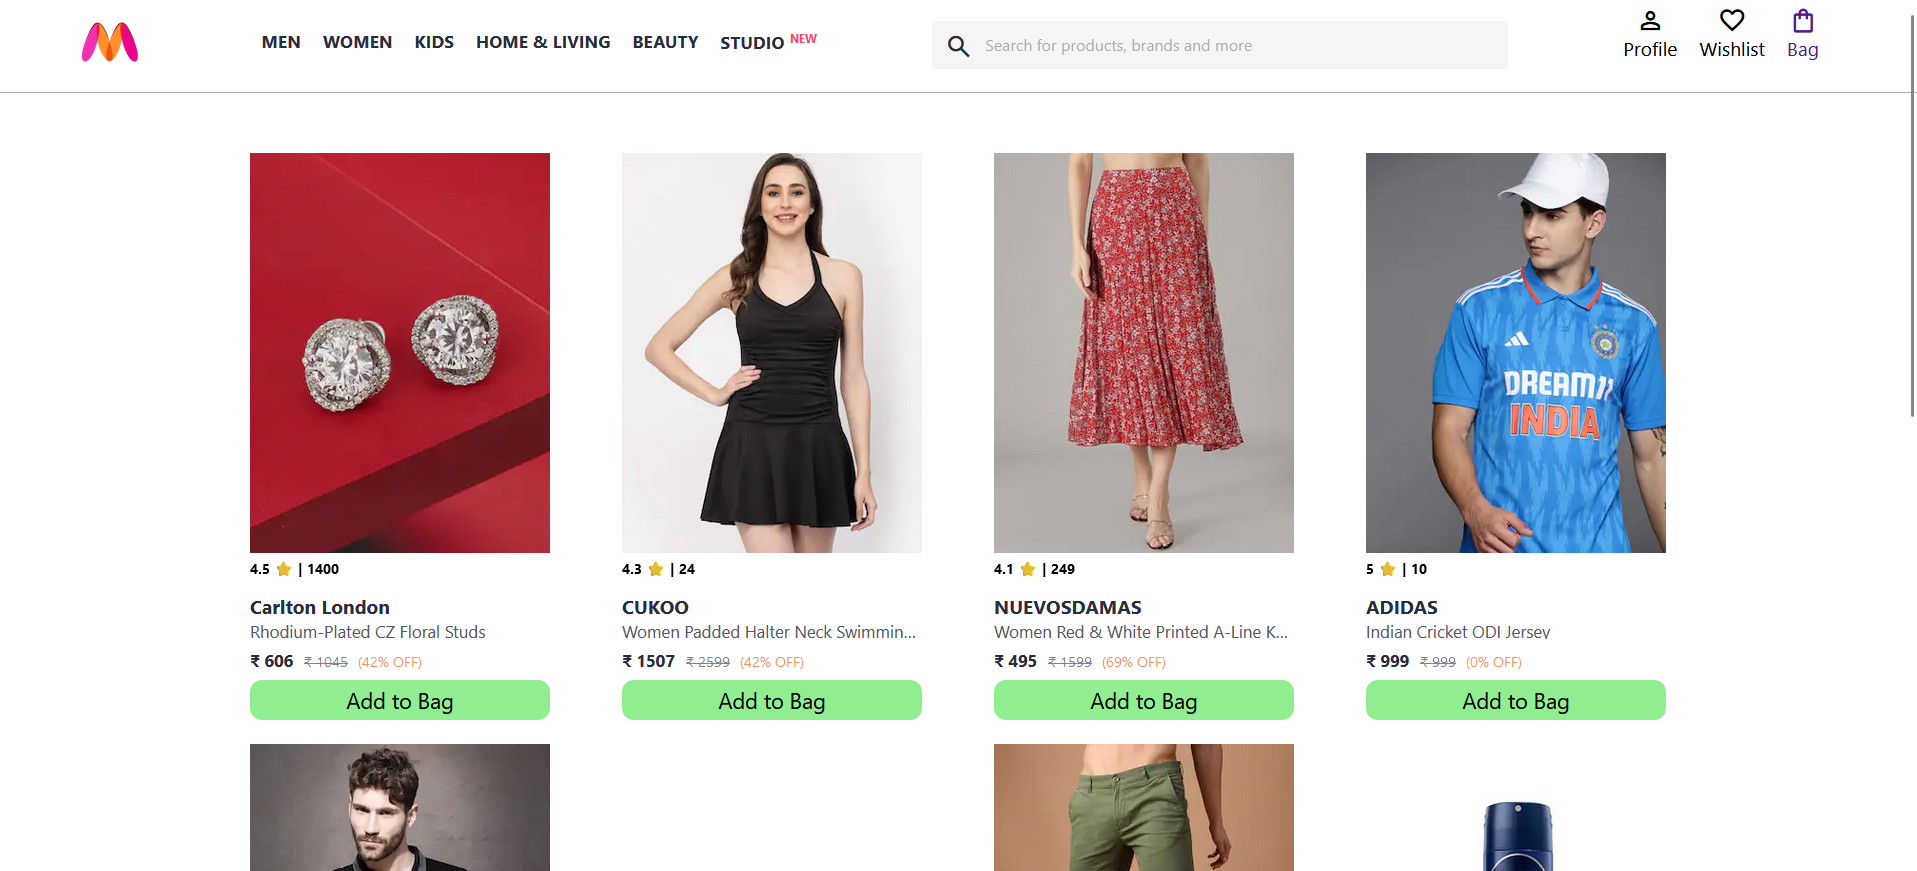 MEN WOMEN KIDS HOME & LIVING BEAUTY STUDIO NEW
Search for products, brands and more
Profile Wishlist Bag
DREAM11
INDIA
4.5 ⭐ | 1400
Carlton London
Rhodium-Plated CZ Floral Studs
₹ 606 ₹ 1045 (42% OFF)
Add to Bag
4.3 ⭐ | 24
CUKOO
Women Padded Halter Neck Swimmin...
₹ 1507 ₹ 2599 (42% OFF)
Add to Bag
4.1 ⭐ | 249
NUEVOSDAMAS
Women Red & White Printed A-Line K...
₹ 495 ₹ 1599 (69% OFF)
Add to Bag
5 ⭐ | 10
ADIDAS
Indian Cricket ODI Jersey
₹ 999 ₹ 999 (0% OFF)
Add to Bag